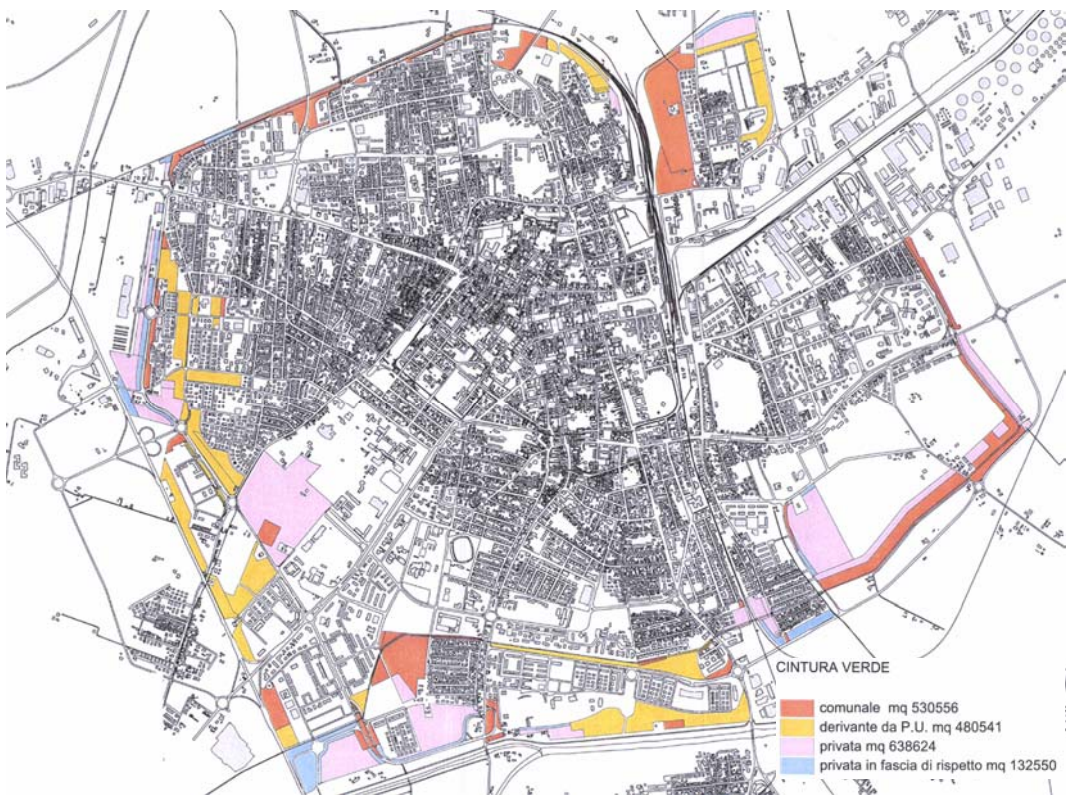 CINTURA VERDE
comunale mq 530556
derivante da P.U. mq 480541
privata mq 638624
privata in fascia di rispetto mq 132550